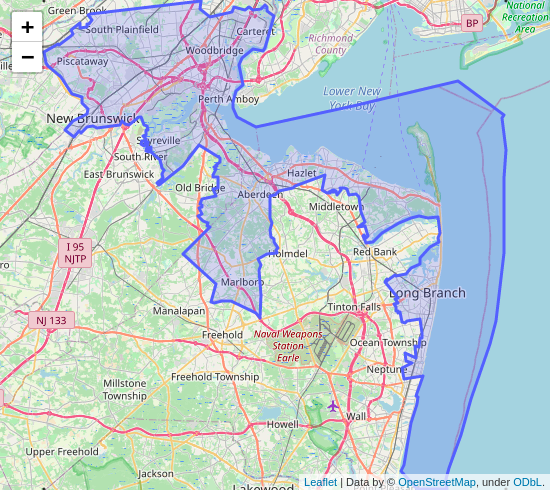 Green Brook
South Plainfield
Carteret
Richmond
County
BP
National
Recreation
Area
+
−
Woodbridge
Piscataway
Lower New
York Bay
Perth Amboy
New Brunswick
Sayreville
South River
East Brunswick
Old Bridge
Hazlet
Aberdeen
Middletown
I 95
NJTP
Holmdel
Red Bank
Marlboro
Long Branch
Manalapan
Tinton Falls
NJ 133
Freehold
Naval Weapons
Station
Earle
Ocean Township
Freehold Township
Neptune
Millstone
Township
Howell
Wall
Upper Freehold
Jackson
Lakewood
Leaflet | Data by © OpenStreetMap, under ODbL.